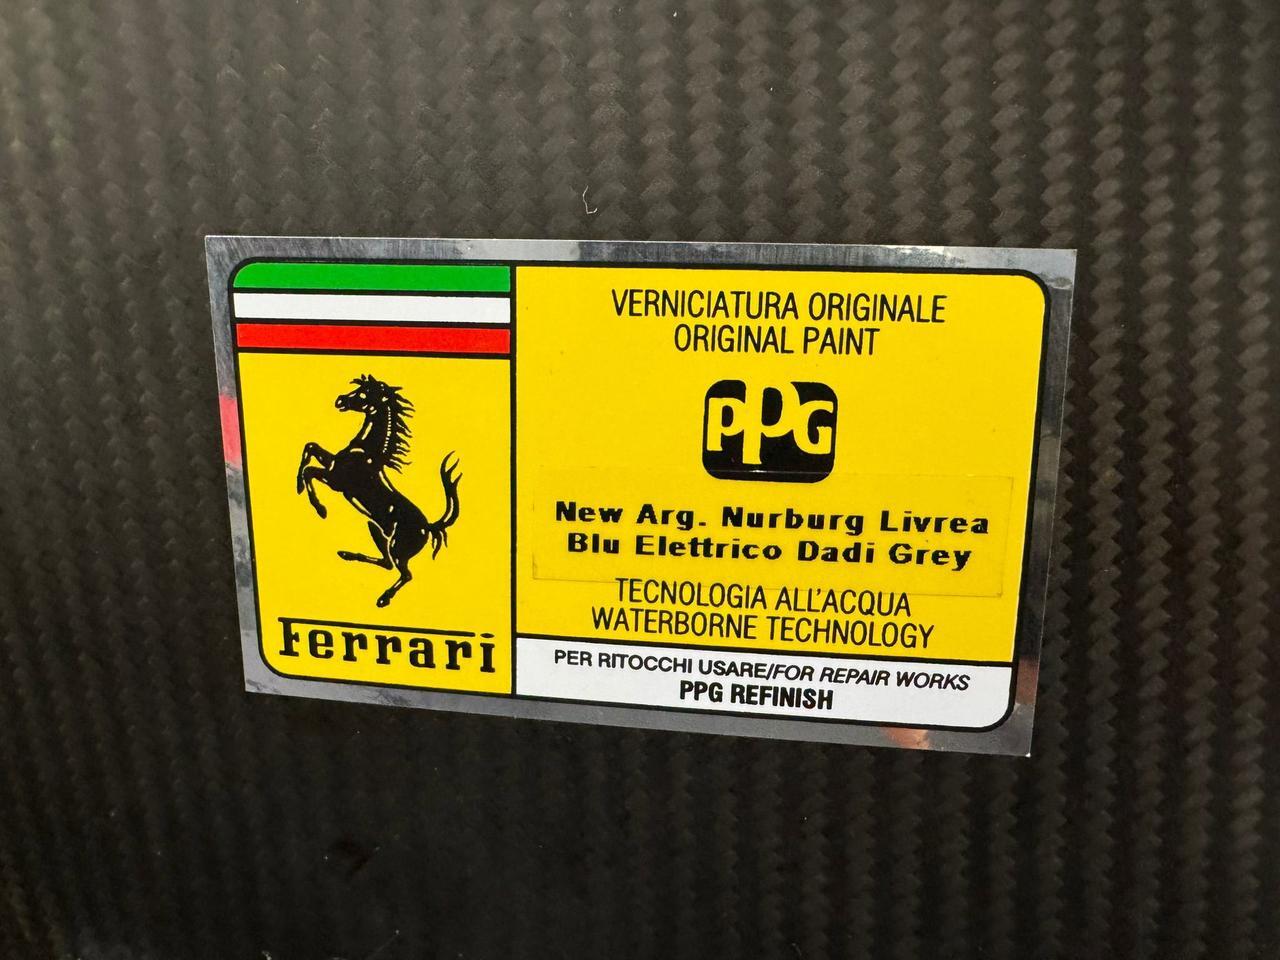 Ferrari
VERNICIATURA ORIGINALE
ORIGINAL PAINT
PPG
New Arg. Nurburg Livrea
Blu Elettrico Dadi Grey
TECNOLOGIA ALL'ACQUA
WATERBORNE TECHNOLOGY
PER RITOCCHI USARE/FOR REPAIR WORKS
PPG REFINISH